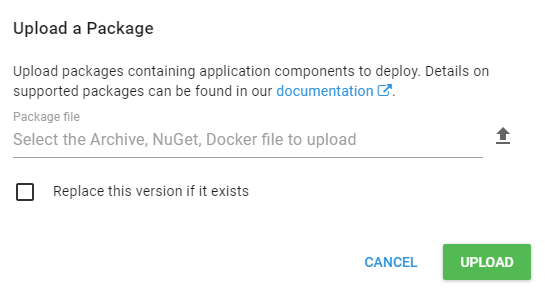 Upload a Package
Upload packages containing application components to deploy. Details on
supported packages can be found in our documentation.
Package file
Select the Archive, NuGet, Docker file to upload
Replace this version if it exists
CANCEL
UPLOAD